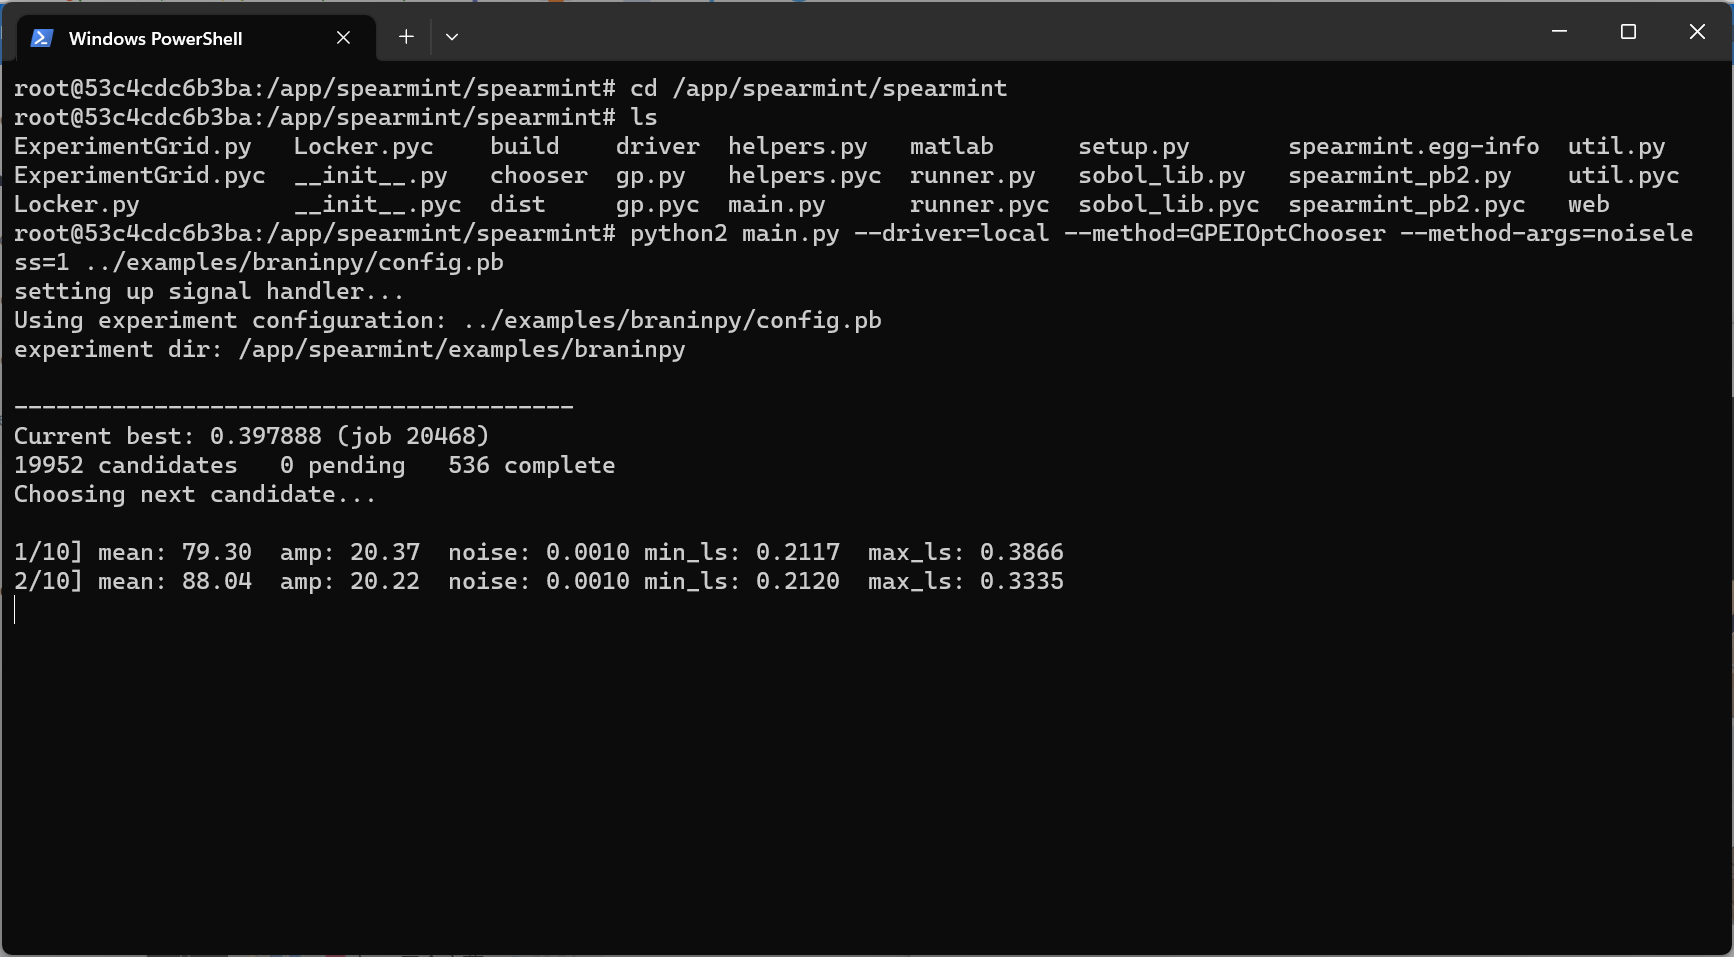 Windows PowerShell
root@53c4cdc6b3ba:/app/spearmint/spearmint# cd /app/spearmint/spearmint
root@53c4cdc6b3ba:/app/spearmint/spearmint# ls
ExperimentGrid.py   Locker.pyc    build    driver  helpers.py   matlab      setup.py       spearmint.egg-info  util.py
ExperimentGrid.pyc  __init__.py   chooser  gp.py   helpers.pyc  runner.py   sobol_lib.py   spearmint_pb2.py    util.pyc
Locker.py           __init__.pyc  dist     gp.pyc  main.py      runner.pyc  sobol_lib.pyc  spearmint_pb2.pyc   web
root@53c4cdc6b3ba:/app/spearmint/spearmint# python2 main.py --driver=local --method=GPEIOptChooser --method-args=noisele
ss=1 ../examples/braninpy/config.pb
setting up signal handler...
Using experiment configuration: ../examples/braninpy/config.pb
experiment dir: /app/spearmint/examples/braninpy
----------------------------------------
Current best: 0.397888 (job 20468)
19952 candidates   0 pending   536 complete
Choosing next candidate...
1/10] mean: 79.30  amp: 20.37  noise: 0.0010 min_ls: 0.2117  max_ls: 0.3866
2/10] mean: 88.04  amp: 20.22  noise: 0.0010 min_ls: 0.2120  max_ls: 0.3335